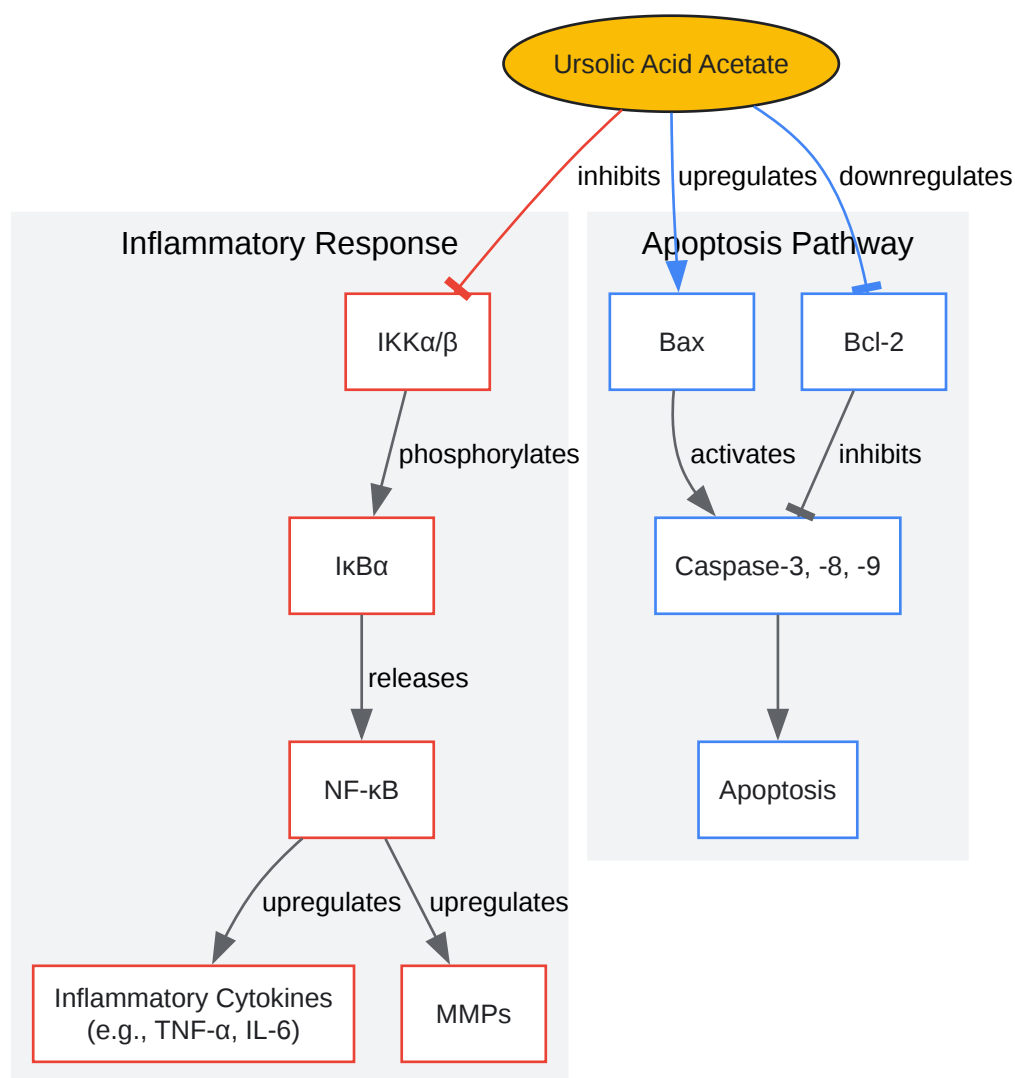 Ursolic Acid Acetate
inhibits
upregulates
downregulates
Inflammatory Response
Apoptosis Pathway
IKKα/β
Bax
Bcl-2
phosphorylates
activates
inhibits
IκBα
Caspase-3, -8, -9
releases
NF-κB
Apoptosis
upregulates
upregulates
Inflammatory Cytokines
(e.g., TNF-α, IL-6)
MMPs